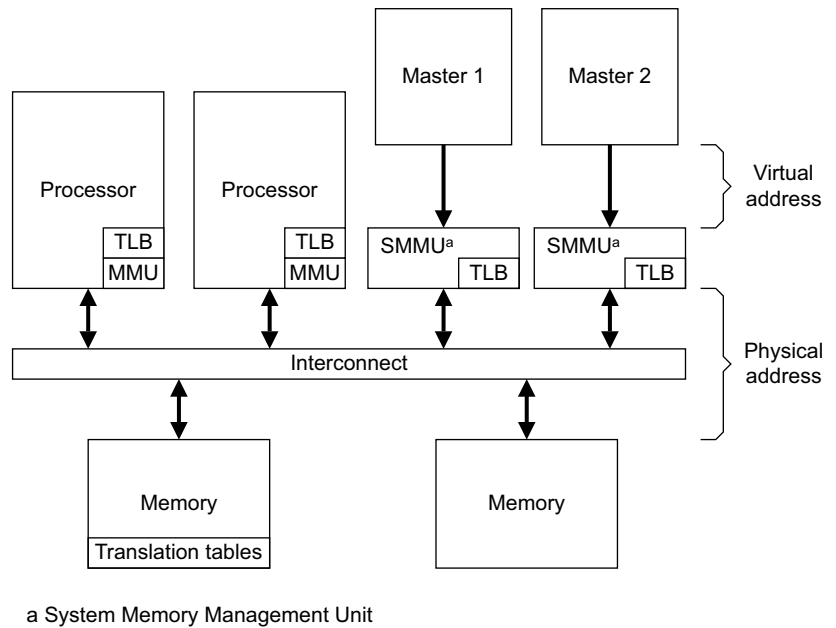 Master 1
Master 2
Processor
TLB
MMU
Processor
TLB
MMU
SMMUᵃ
TLB
SMMUᵃ
TLB
Virtual
address
Interconnect
Physical
address
Memory
Translation tables
Memory
a System Memory Management Unit